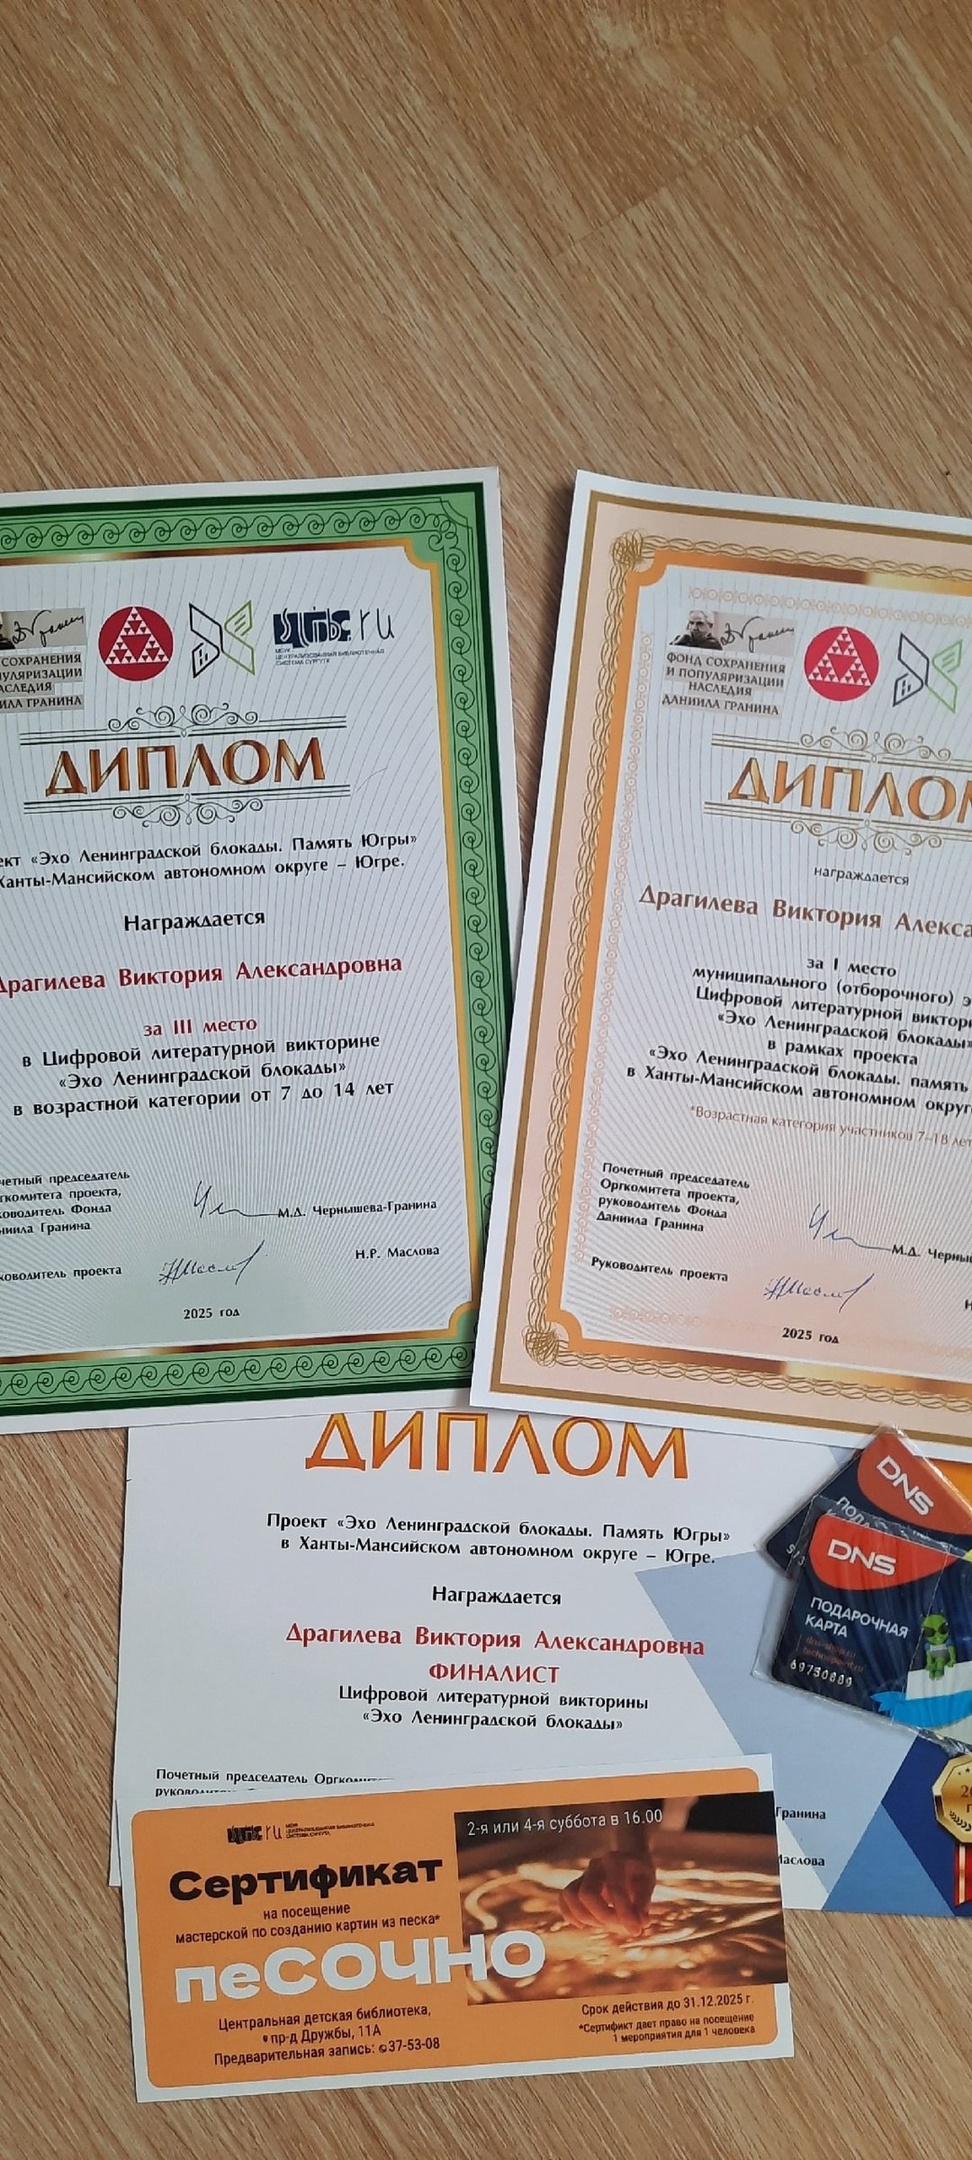 СОХРАНЕНИЯ
НАСЛЕДИЯ
ГРАНИНА
ru
ДИПЛОМ
«Эхо Ленинградской блокады. Память Югры»
Ханты-Мансийском автономном округе – Югре.
Награждается
Драгилева Виктория Александровна
за III место
в Цифровой литературной викторине
«Эхо Ленинградской блокады»
в возрастной категории от 7 до 14 лет
председатель
Оргкомитета проекта,
руководитель Фонда
Даниила Гранина
М.Д. Чернышева-Гранина
Н.Р. Маслова
Руководитель проекта
2025 год
ФОНД СОХРАНЕНИЯ
И ПОПУЛЯРИЗАЦИИ
НАСЛЕДИЯ
ДАНИИЛА ГРАНИНА
ДИПЛОМ
награждается
Драгилева Виктория Алекса
за I место
муниципального (отборочного) э
Цифровой литературной виктор
«Эхо Ленинградской блокады»
в рамках проекта
«Эхо Ленинградской блокады. память
в Ханты-Мансийском автономном округ
*Возрастная категория участников 7–18 лет
Почетный председатель
Оргкомитета проекта,
руководитель Фонда
Даниила Гранина
М.Д. Черны
Руководитель проекта
2025 год
ДИПЛОМ
Проект «Эхо Ленинградской блокады. Память Югры»
в Ханты-Мансийском автономном округе – Югре.
Награждается
Драгилева Виктория Александровна
ФИНАЛИСТ
Цифровой литературной викторины
«Эхо Ленинградской блокады»
Почетный председатель
Гранина
Маслова
DNS
DNS
ПОДАРОЧНАЯ
КАРТА
ru
2-я или 4-я суббота в 16.00
Сертификат
на посещение
мастерской по созданию картин из песка*
пеСОЧНО
Центральная детская библиотека,
пр-д Дружбы, 11А
Предварительная запись: 37-53-08
Срок действия до 31.12.2025 г.
*Сертификт дает право на посещение
1 мероприятия для 1 человека